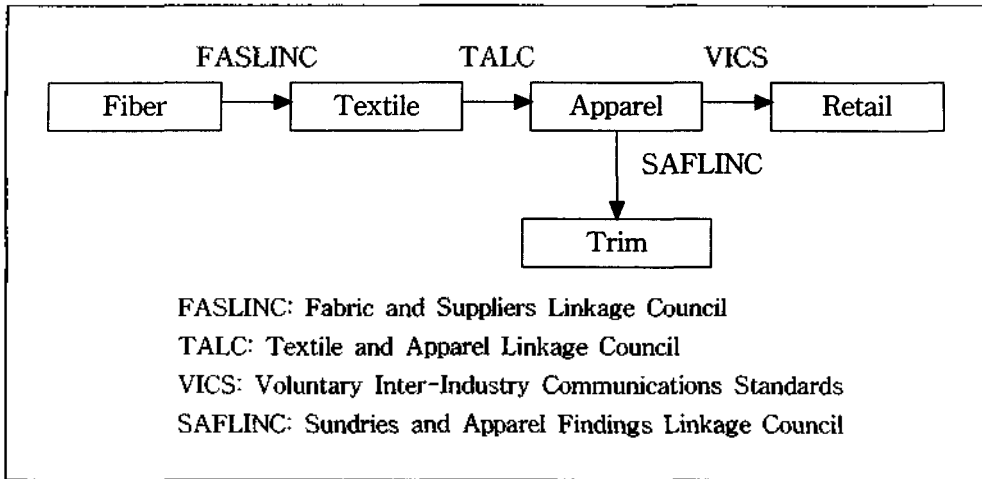 FASLINC TALC VICS
Fiber Textile Apparel Retail
SAFLINC
Trim
FASLINC: Fabric and Suppliers Linkage Council
TALC: Textile and Apparel Linkage Council
VICS: Voluntary Inter-Industry Communications Standards
SAFLINC: Sundries and Apparel Findings Linkage Council